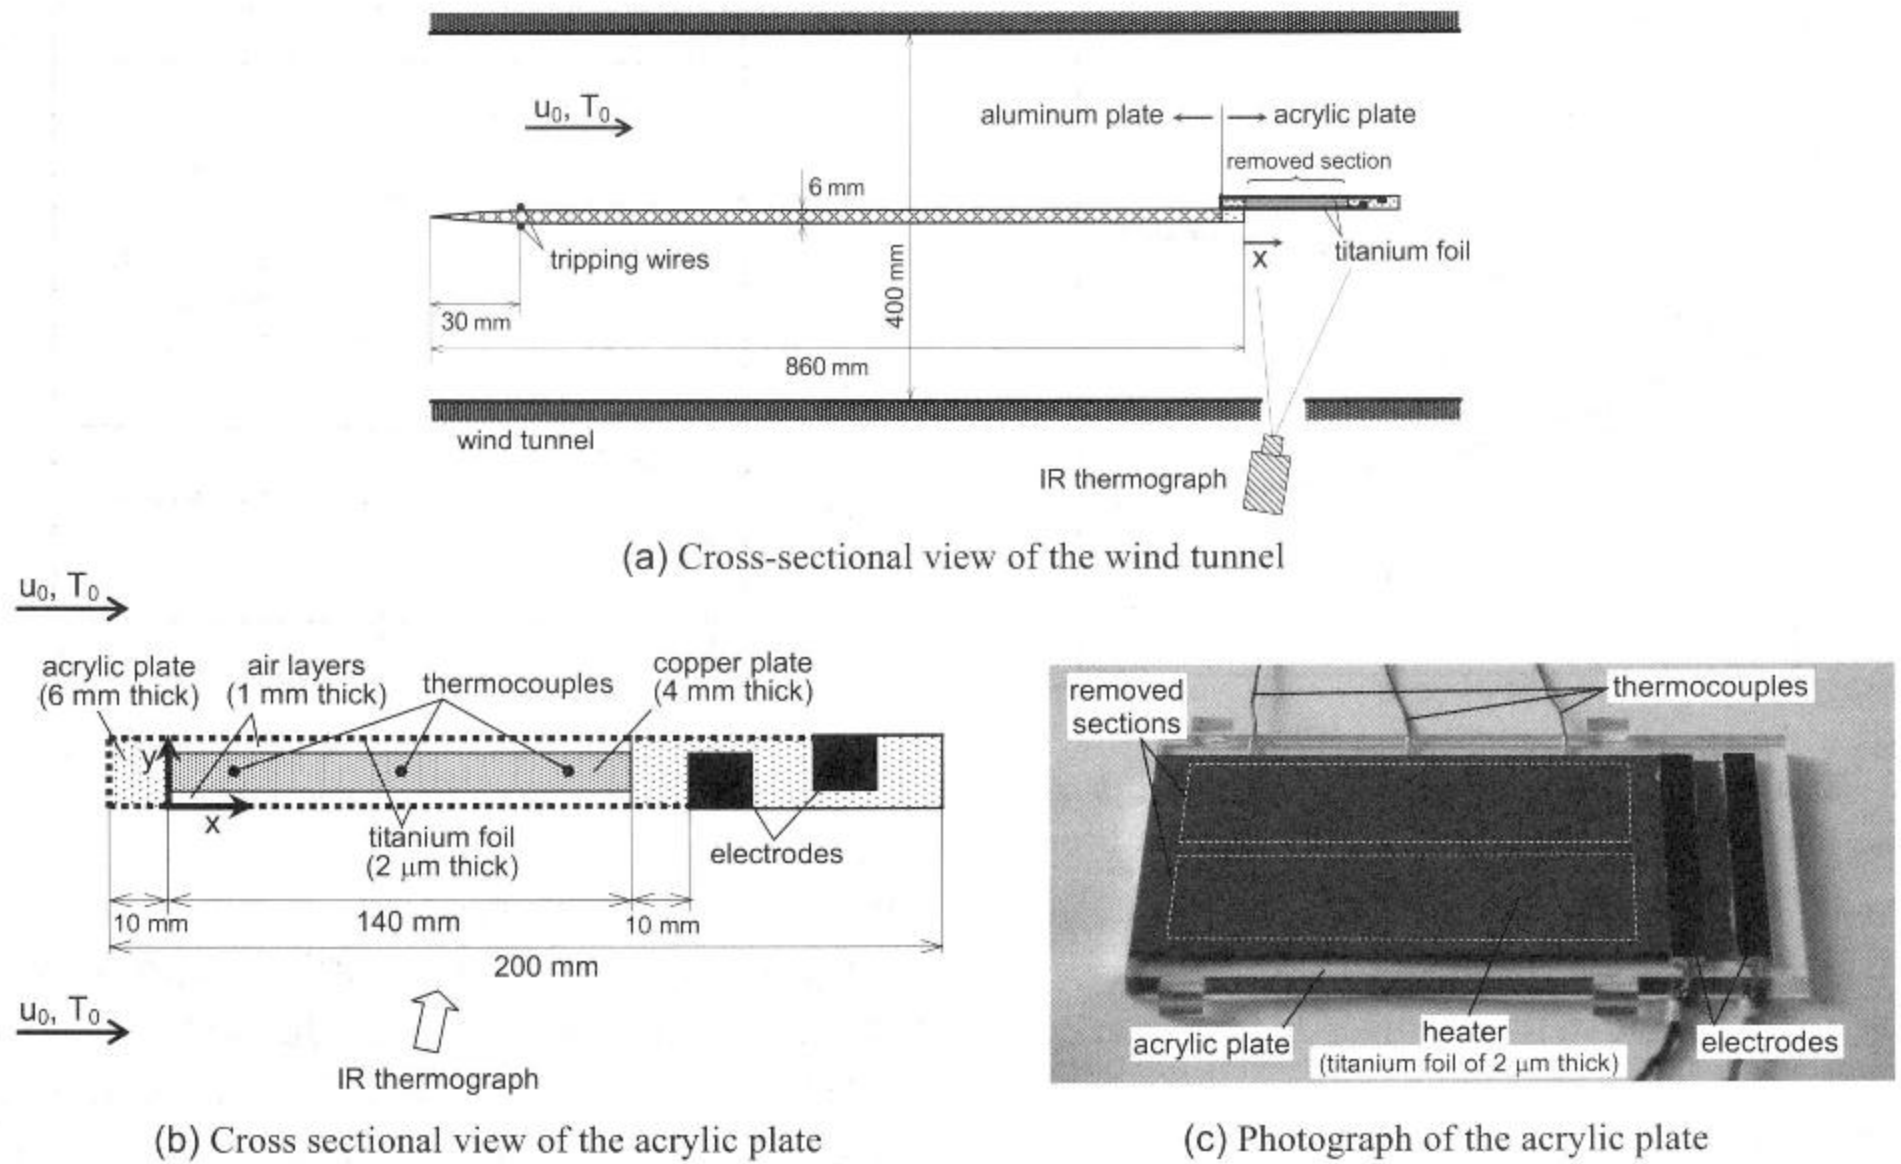 u₀, T₀
aluminum plate
acrylic plate
removed section
6 mm
tripping wires
x
titanium foil
30 mm
400 mm
860 mm
wind tunnel
IR thermograph
(a) Cross-sectional view of the wind tunnel
u₀, T₀
acrylic plate
(6 mm thick)
air layers
(1 mm thick)
thermocouples
copper plate
(4 mm thick)
y
x
titanium foil
(2 μm thick)
electrodes
10 mm
140 mm
10 mm
200 mm
u₀, T₀
IR thermograph
(b) Cross sectional view of the acrylic plate
removed
sections
thermocouples
acrylic plate
heater
(titanium foil of 2 μm thick)
electrodes
(c) Photograph of the acrylic plate